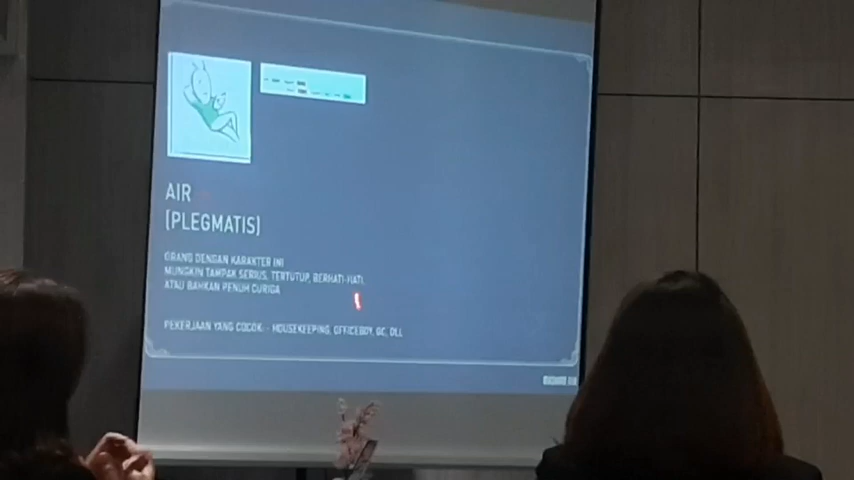 AIR
(PLEGMATIS)
ORANG DENGAN KARAKTER INI
MUNGKIN TAMPAK SERIUS, TERTUTUP, BERHATI-HATI,
ATAU BAHKAN PENUH CURIGA
PEKERJAAN YANG COCOK : HOUSEKEEPING, OFFICEBOY, QC, DLL